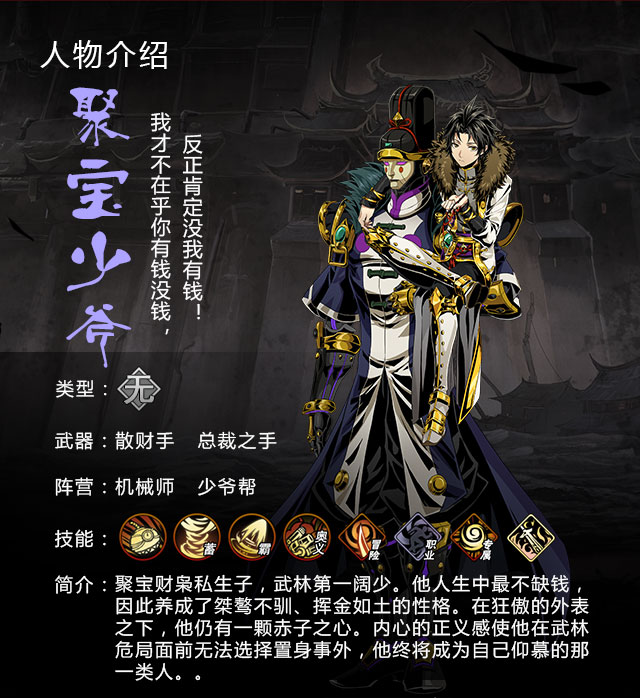 人物介绍
聚宝少爷
我才不在乎你有钱没钱，
反正肯定没我有钱！
类型：无
武器：散财手 总裁之手
阵营：机械师 少爷帮
技能： 蓄 霸 奥义 冒险 职业 专属
简介：聚宝财枭私生子，武林第一阔少。他人生中最不缺钱，
因此养成了桀骜不驯、挥金如土的性格。在狂傲的外表
之下，他仍有一颗赤子之心。内心的正义感使他在武林
危局面前无法选择置身事外，他终将成为自己仰慕的那
一类人。。